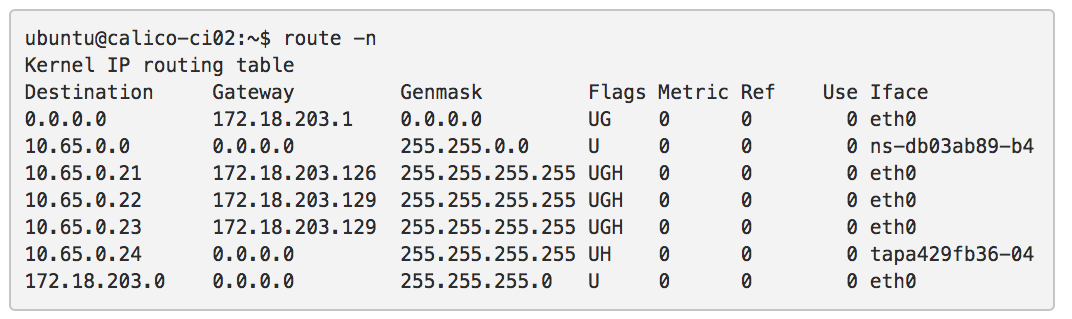 ubuntu@calico-ci02:~$ route -n
Kernel IP routing table
Destination     Gateway         Genmask         Flags Metric Ref    Use Iface
0.0.0.0         172.18.203.1    0.0.0.0         UG    0      0        0 eth0
10.65.0.0       0.0.0.0         255.255.0.0     U     0      0        0 ns-db03ab89-b4
10.65.0.21      172.18.203.126  255.255.255.255 UGH   0      0        0 eth0
10.65.0.22      172.18.203.129  255.255.255.255 UGH   0      0        0 eth0
10.65.0.23      172.18.203.129  255.255.255.255 UGH   0      0        0 eth0
10.65.0.24      0.0.0.0         255.255.255.255 UH    0      0        0 tapa429fb36-04
172.18.203.0    0.0.0.0         255.255.255.0   U     0      0        0 eth0